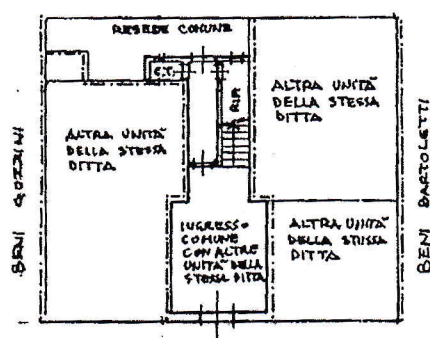 RESEDE COMUNE
C.T.
RIP.
ALTRA UNITÀ
DELLA STESSA
DITTA
ALTRA UNITÀ
DELLA STESSA
DITTA
BENI GOZZINI
BENI BARTOLETTI
INGRESSO
COMUNE
CON ALTRE
UNITÀ DELLA
STESSA DITTA
ALTRA UNITÀ
DELLA STESSA
DITTA